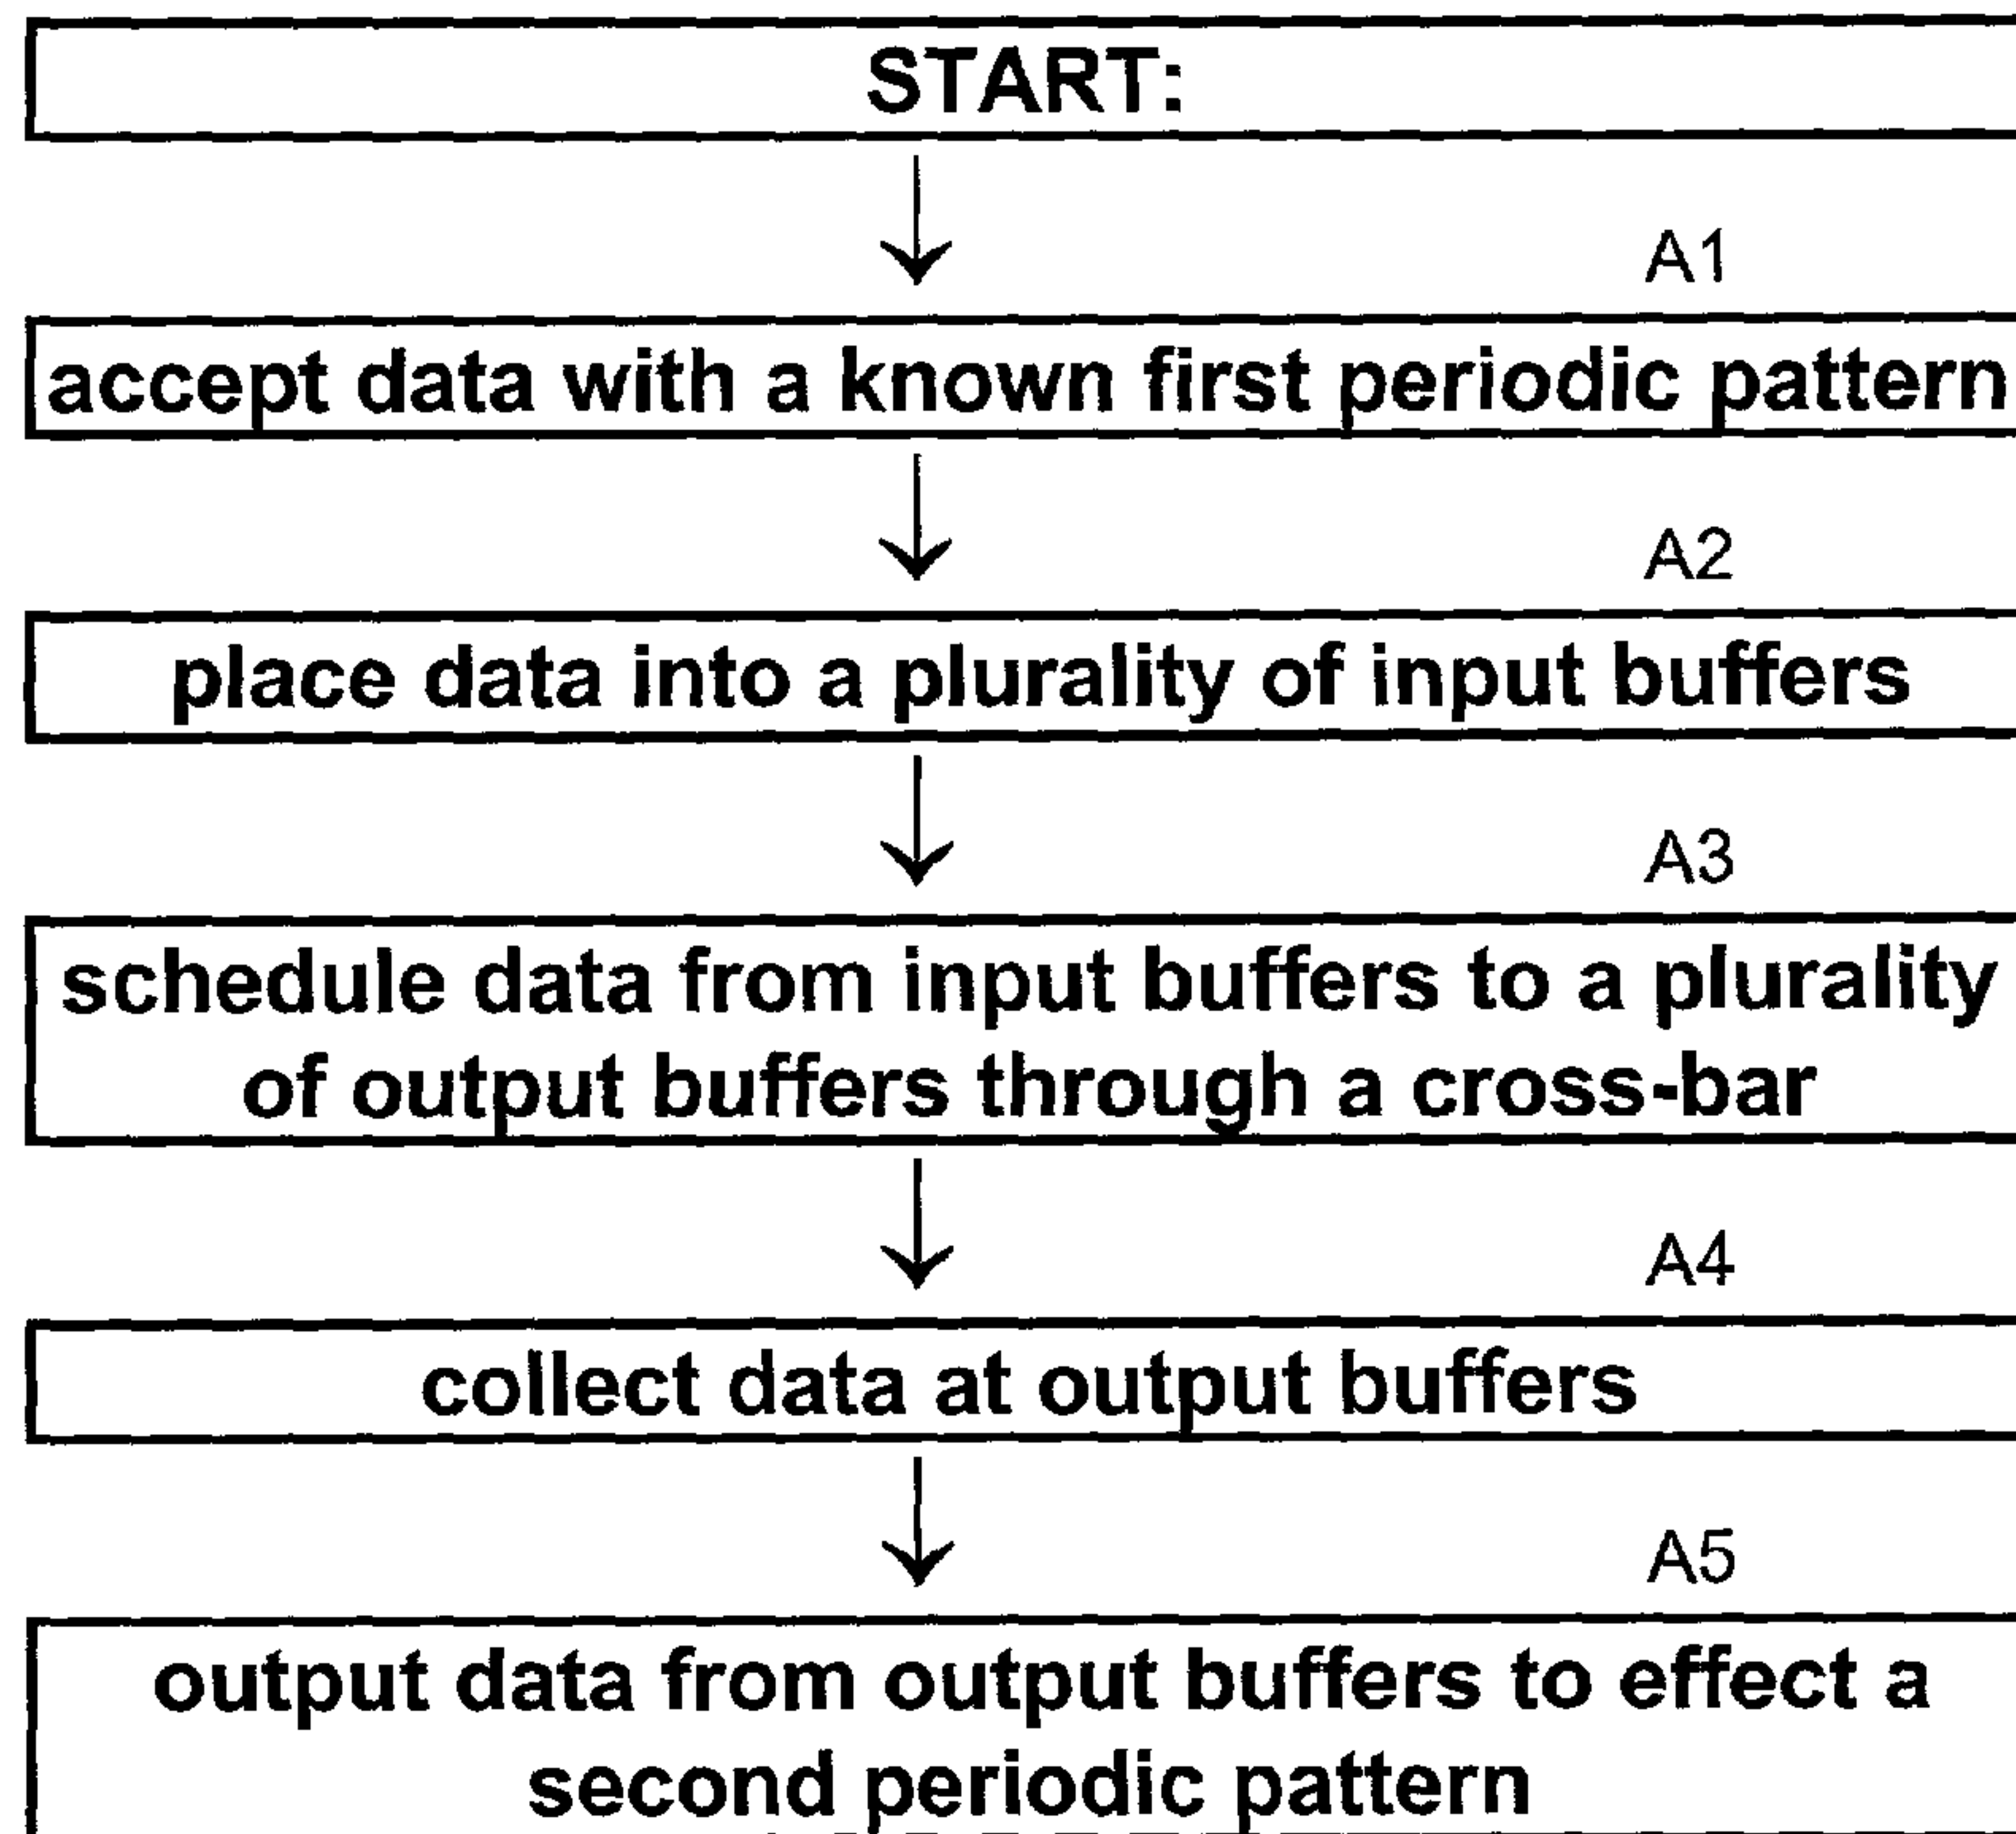 START:
A1
accept data with a known first periodic pattern
A2
place data into a plurality of input buffers
A3
schedule data from input buffers to a plurality
of output buffers through a cross-bar
A4
collect data at output buffers
A5
output data from output buffers to effect a
second periodic pattern